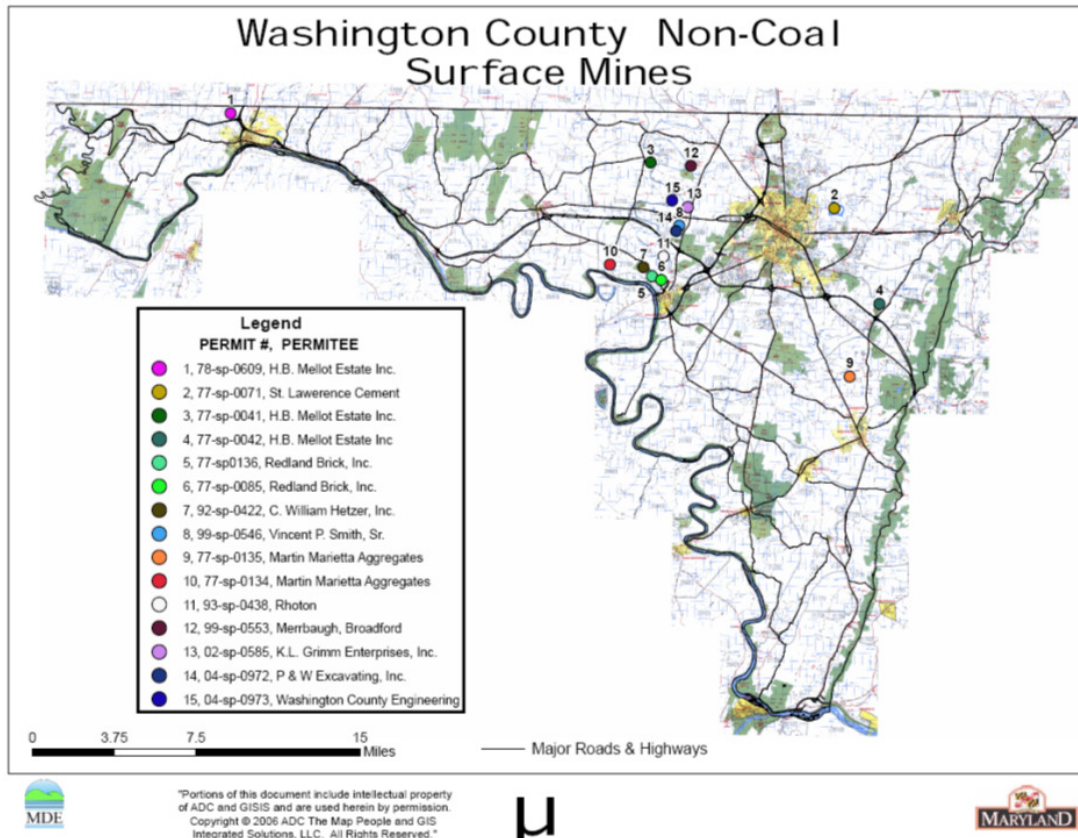 Washington County Non-Coal
Surface Mines
1
3
12
15
13
2
8
14
11
10
7
6
5
4
9
Legend
PERMIT #, PERMITEE
1, 78-sp-0609, H.B. Mellot Estate Inc.
2, 77-sp-0071, St. Lawerence Cement
3, 77-sp-0041, H.B. Mellot Estate Inc.
4, 77-sp-0042, H.B. Mellot Estate Inc
5, 77-sp0136, Redland Brick, Inc.
6, 77-sp-0085, Redland Brick, Inc.
7, 92-sp-0422, C. William Hetzer, Inc.
8, 99-sp-0546, Vincent P. Smith, Sr.
9, 77-sp-0135, Martin Marietta Aggregates
10, 77-sp-0134, Martin Marietta Aggregates
11, 93-sp-0438, Rhoton
12, 99-sp-0553, Merrbaugh, Broadford
13, 02-sp-0585, K.L. Grimm Enterprises, Inc.
14, 04-sp-0972, P & W Excavating, Inc.
15, 04-sp-0973, Washington County Engineering
0 3.75 7.5 15
Miles
Major Roads & Highways
MDE
"Portions of this document include intellectual property
of ADC and GISIS and are used herein by permission.
Copyright © 2006 ADC The Map People and GIS
Integrated Solutions, LLC. All Rights Reserved."
µ
MARYLAND